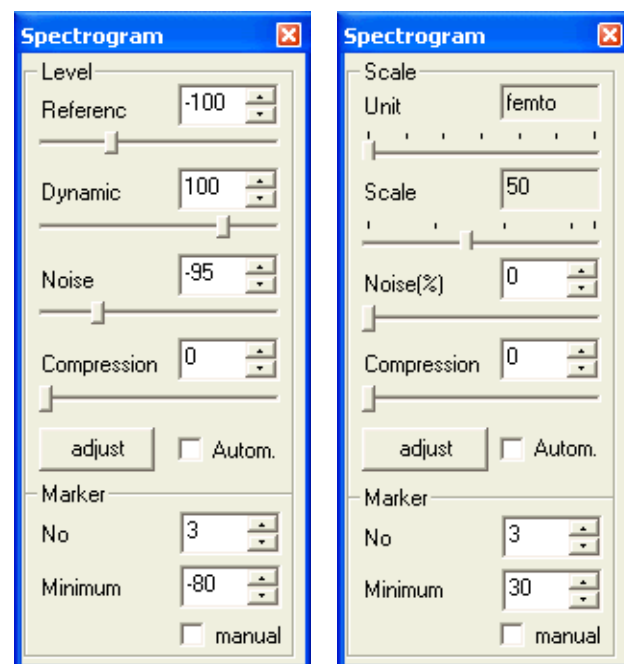 Spectrogram
Level
Referenc -100
Dynamic 100
Noise -95
Compression 0
adjust Autom.
Marker
No 3
Minimum -80
manual
Spectrogram
Scale
Unit femto
Scale 50
Noise(%) 0
Compression 0
adjust Autom.
Marker
No 3
Minimum 30
manual